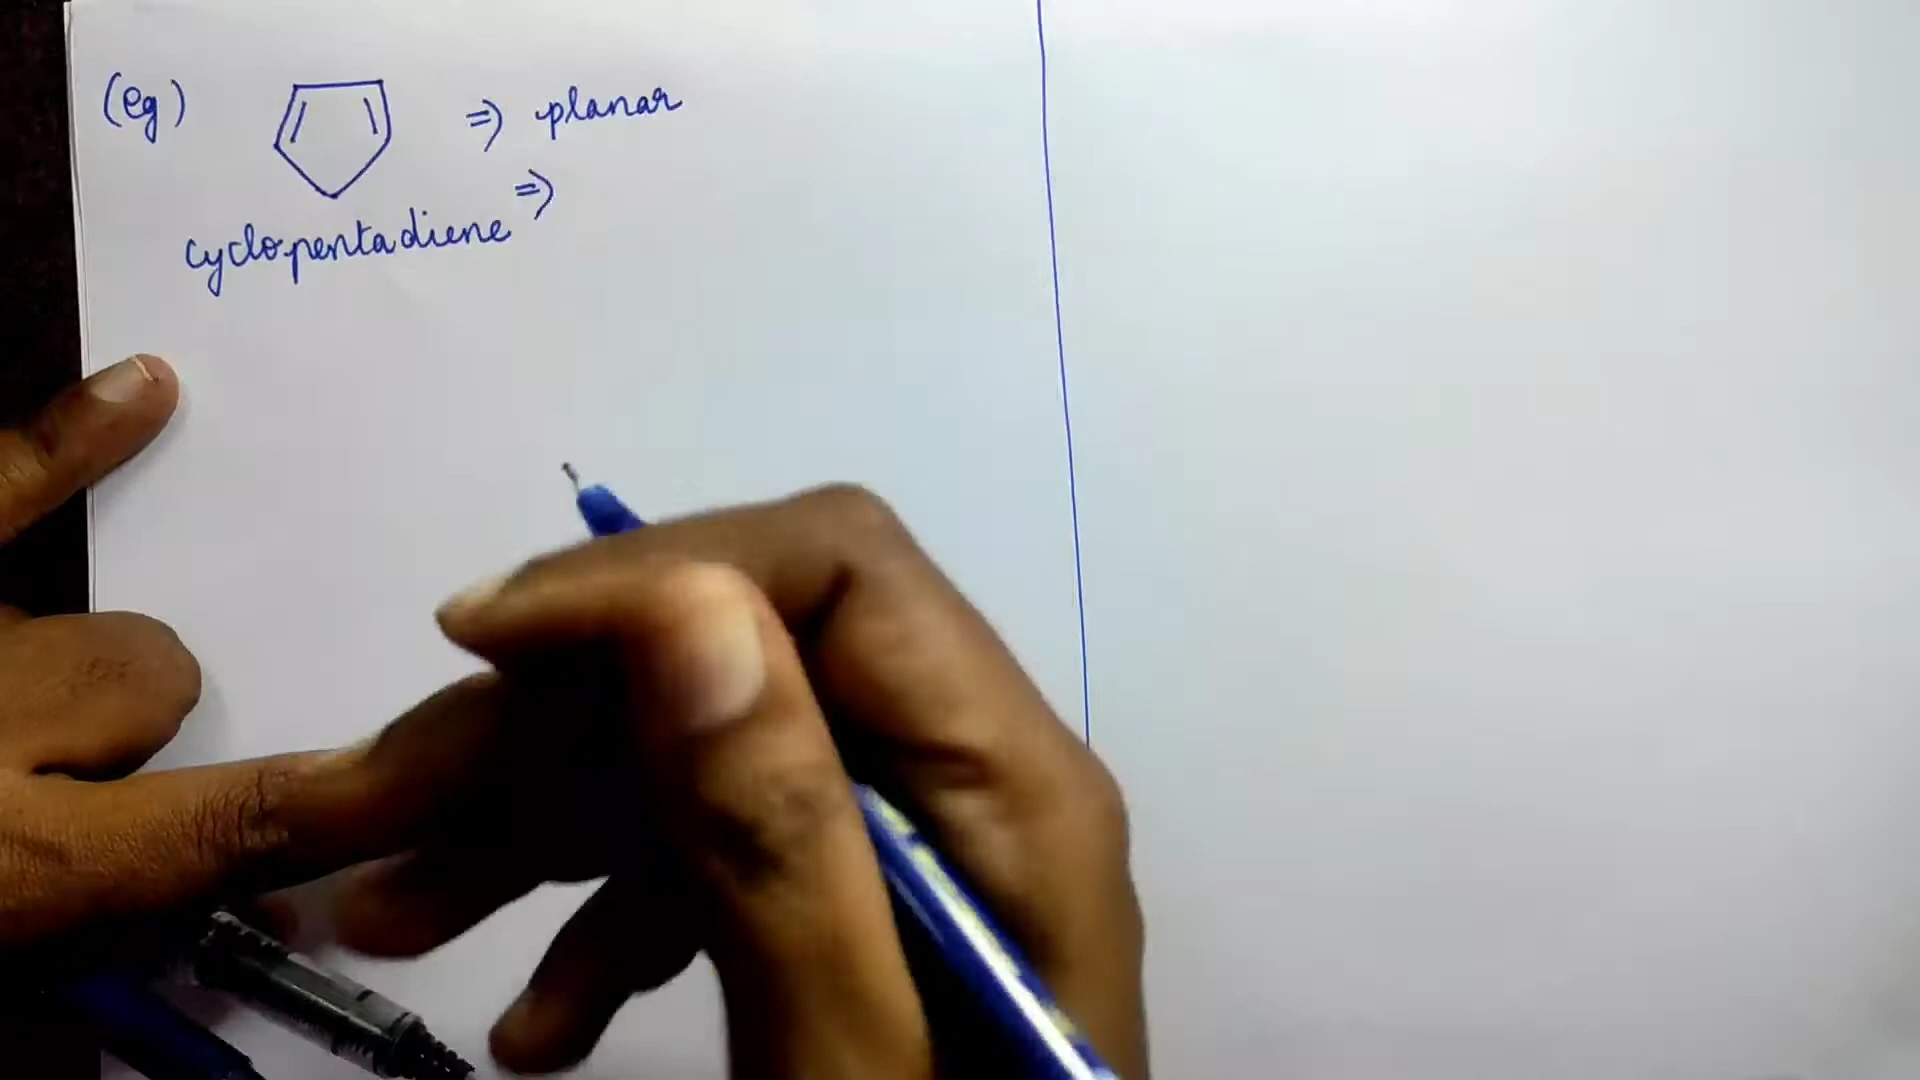 (eg) ⇒ planar
cyclopentadiene ⇒